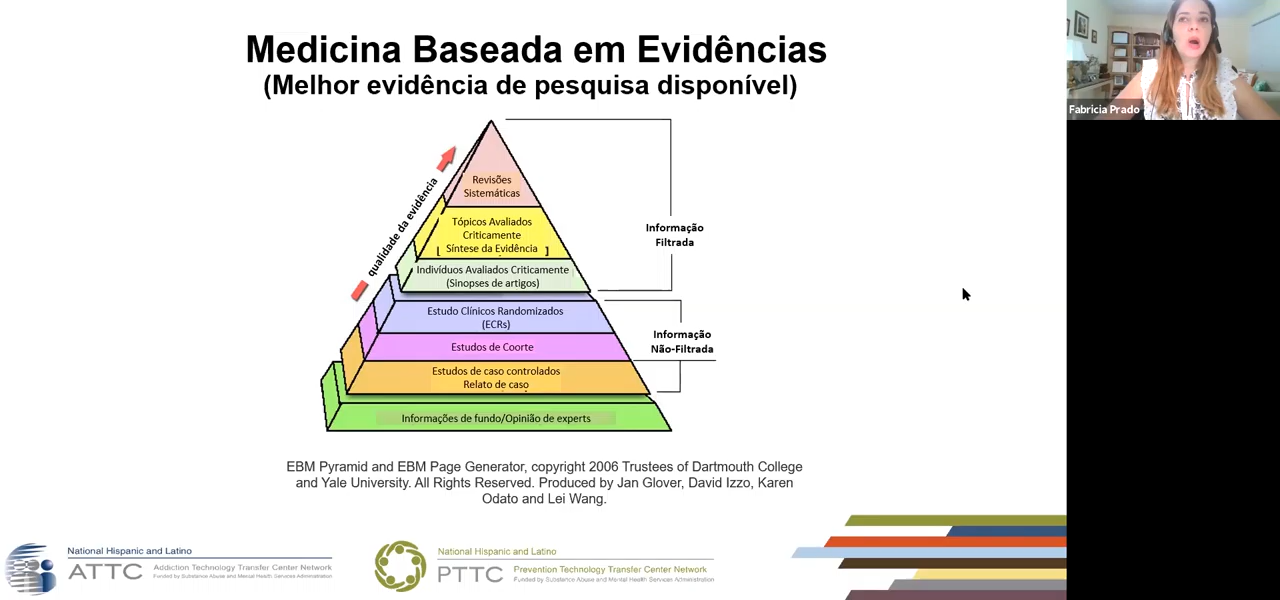 Medicina Baseada em Evidências
(Melhor evidência de pesquisa disponível)
Fabricia Prado
qualidade da evidência
Revisões
Sistemáticas
Tópicos Avaliados
Criticamente
[ Síntese da Evidência ]
Indivíduos Avaliados Criticamente
(Sinopses de artigos)
Informação
Filtrada
Estudo Clínicos Randomizados
(ECRs)
Estudos de Coorte
Informação
Não-Filtrada
Estudos de caso controlados
Relato de caso
Informações de fundo/Opinião de experts
EBM Pyramid and EBM Page Generator, copyright 2006 Trustees of Dartmouth College
and Yale University. All Rights Reserved. Produced by Jan Glover, David Izzo, Karen
Odato and Lei Wang.
National Hispanic and Latino
ATTC
Addiction Technology Transfer Center Network
Funded by Substance Abuse and Mental Health Services Administration
National Hispanic and Latino
PTTC
Prevention Technology Transfer Center Network
Funded by Substance Abuse and Mental Health Services Administration